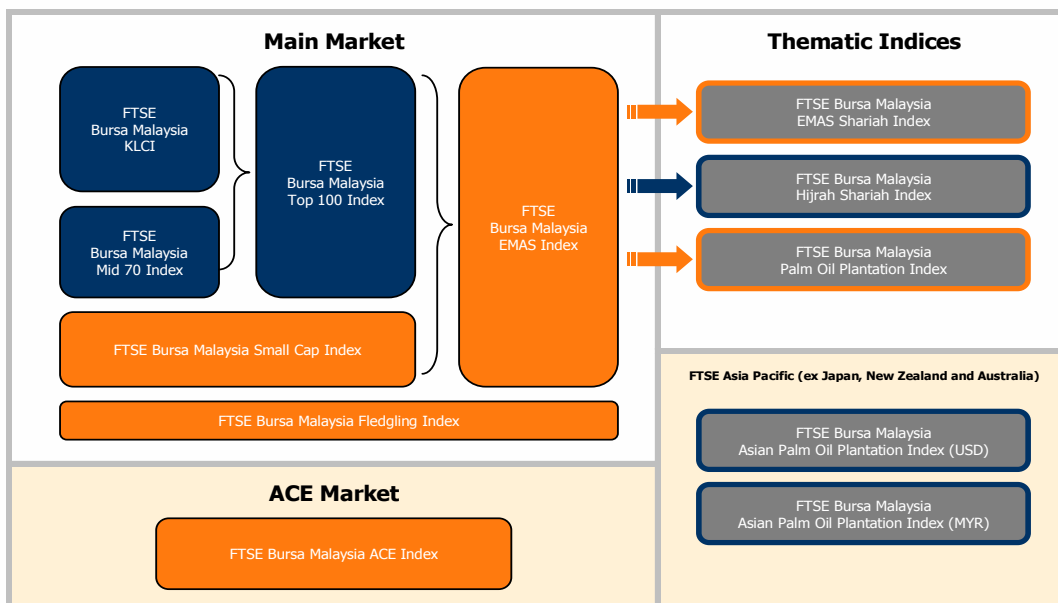 Main Market
FTSE
Bursa Malaysia
KLCI
FTSE
Bursa Malaysia
Mid 70 Index
FTSE
Bursa Malaysia
Top 100 Index
FTSE
Bursa Malaysia
EMAS Index
FTSE Bursa Malaysia Small Cap Index
FTSE Bursa Malaysia Fledgling Index
Thematic Indices
FTSE Bursa Malaysia
EMAS Shariah Index
FTSE Bursa Malaysia
Hijrah Shariah Index
FTSE Bursa Malaysia
Palm Oil Plantation Index
FTSE Asia Pacific (ex Japan, New Zealand and Australia)
FTSE Bursa Malaysia
Asian Palm Oil Plantation Index (USD)
FTSE Bursa Malaysia
Asian Palm Oil Plantation Index (MYR)
ACE Market
FTSE Bursa Malaysia ACE Index